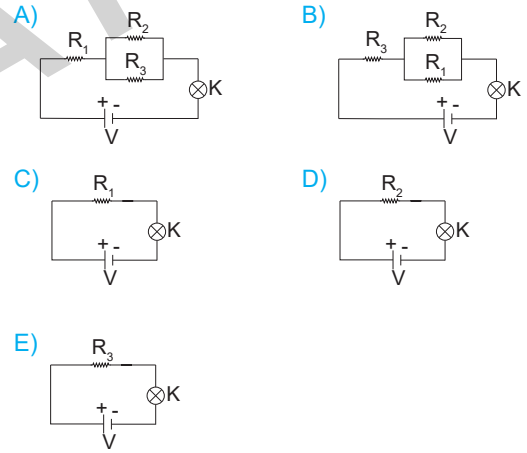 A)
R1
R2
R3
K
+ -
V
B)
R3
R2
R1
K
+ -
V
C)
R1
K
+ -
V
D)
R2
K
+ -
V
E)
R3
K
+ -
V